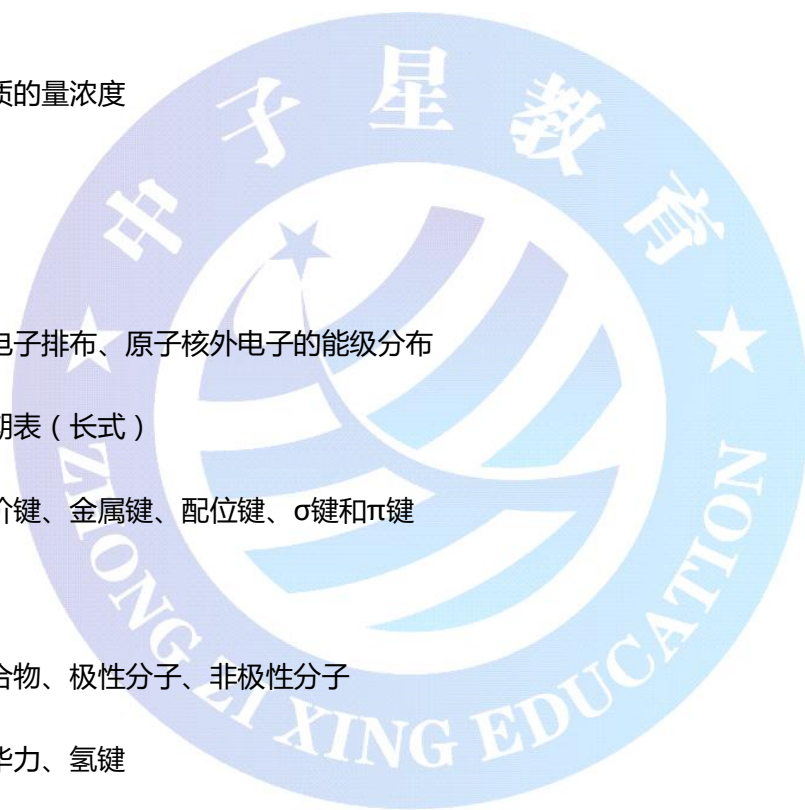 质的量浓度
中子星教育
电子排布、原子核外电子的能级分布
期表（长式）
价键、金属键、配位键、σ键和π键
合物、极性分子、非极性分子
华力、氢键
ZHONG ZI XING EDUCATION